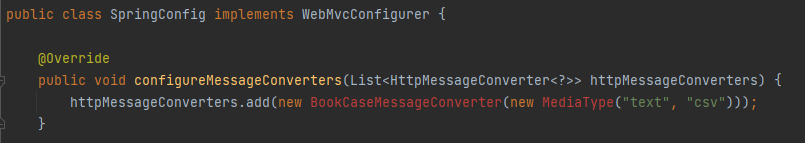 public class SpringConfig implements WebMvcConfigurer {
@Override
public void configureMessageConverters(List<HttpMessageConverter<?>> httpMessageConverters) {
httpMessageConverters.add(new BookCaseMessageConverter(new MediaType("text", "csv")));
}